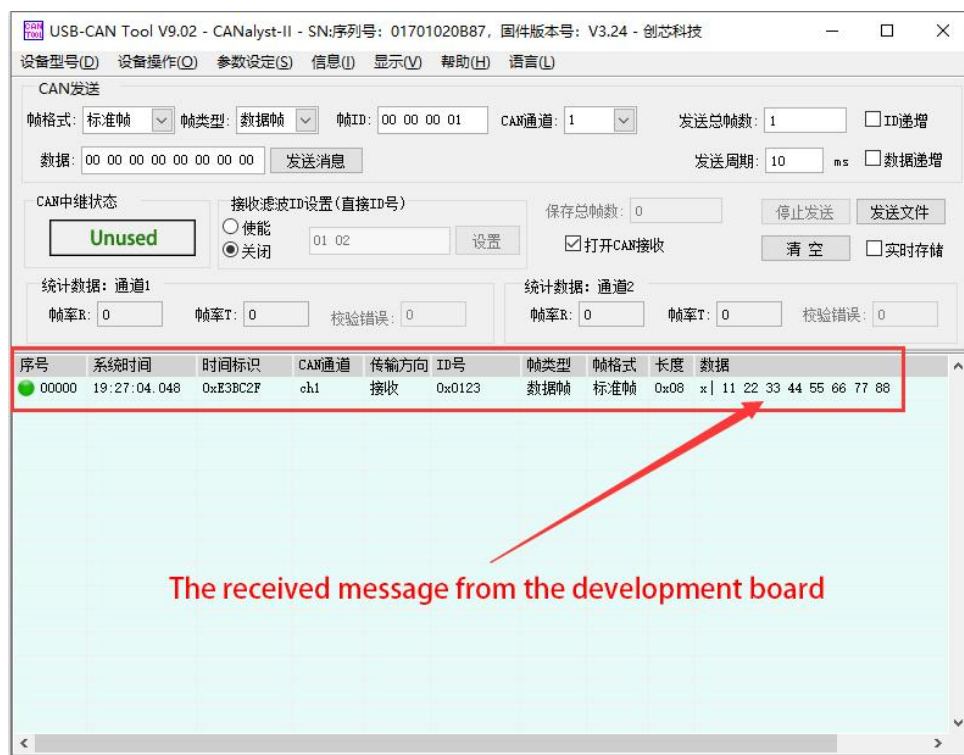 CAN TOOL USB-CAN Tool V9.02 - CANalyst-II - SN:序列号: 01701020B87, 固件版本号: V3.24 - 创芯科技
设备型号(D) 设备操作(O) 参数设定(S) 信息(I) 显示(V) 帮助(H) 语言(L)
CAN发送
帧格式: 标准帧 帧类型: 数据帧 帧ID: 00 00 00 01 CAN通道: 1 发送总帧数: 1 ID递增
数据: 00 00 00 00 00 00 00 00 发送消息 发送周期: 10 ms 数据递增
CAN中继状态 接收滤波ID设置(直接ID号)
Unused 使能 关闭 01 02 设置 保存总帧数: 0 停止发送 发送文件
打开CAN接收 清 空 实时存储
统计数据: 通道1 统计数据: 通道2
帧率R: 0 帧率T: 0 校验错误: 0 帧率R: 0 帧率T: 0 校验错误: 0
序号 系统时间 时间标识 CAN通道 传输方向 ID号 帧类型 帧格式 长度 数据
00000 19:27:04.048 0xE3BC2F ch1 接收 0x0123 数据帧 标准帧 0x08 x| 11 22 33 44 55 66 77 88
The received message from the development board